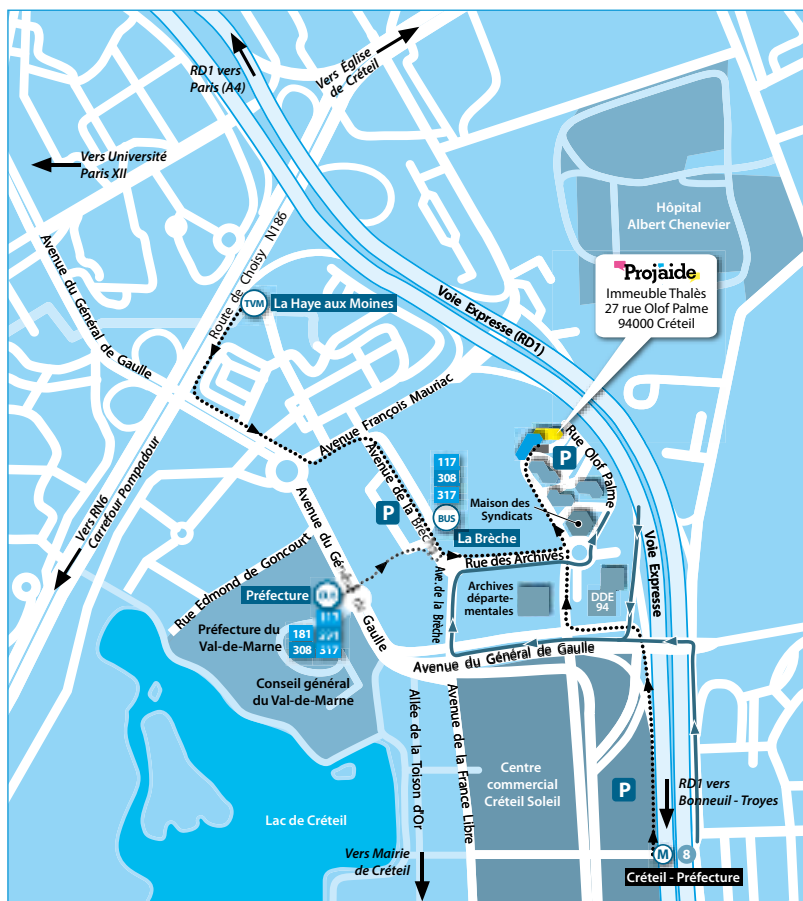 Vers Église
de Créteil
RD1 vers
Paris (A4)
Vers Université
Paris XII
Hôpital
Albert Chenevier
Avenue du Général de Gaulle
Route de Choisy N186
TVM
La Haye aux Moines
Voie Expresse (RD1)
Projaide
Immeuble Thalès
27 rue Olof Palme
94000 Créteil
Avenue François Mauriac
Vers RN6
Carrefour Pompadour
Avenue de la Brèche
117
308
317
BUS
La Brèche
P
P
Rue Olof Palme
Maison des
Syndicats
Rue des Archives
Voie Expresse
Avenue du Général de Gaulle
Rue Edmond de Goncourt
Préfecture
181
308
317
Préfecture du
Val-de-Marne
Conseil général
du Val-de-Marne
Ave. de la Brèche
Archives
départe-
mentales
DDE
94
Avenue du Général de Gaulle
Allée de la Toison d'Or
Avenue de la France Libre
Centre
commercial
Créteil Soleil
P
RD1 vers
Bonneuil - Troyes
Lac de Créteil
Vers Mairie
de Créteil
M
8
Créteil - Préfecture